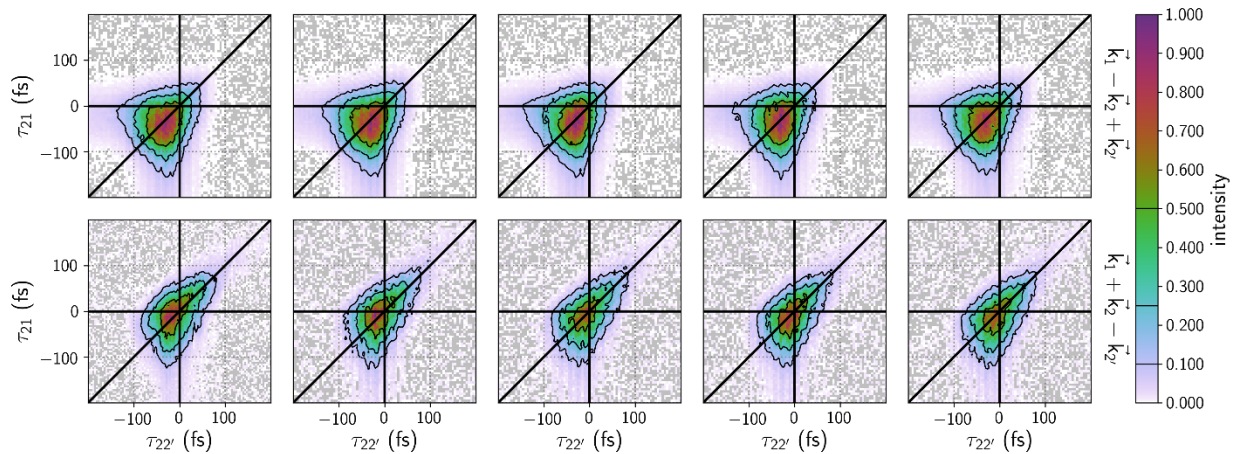 τ₂₁ (fs)
100
0
−100
k⃗₁ − k⃗₂ + k⃗₂′
τ₂₁ (fs)
100
0
−100
k⃗₁ + k⃗₂ − k⃗₂′
−100 0 100
−100 0 100
−100 0 100
−100 0 100
−100 0 100
τ₂₂′ (fs)
τ₂₂′ (fs)
τ₂₂′ (fs)
τ₂₂′ (fs)
τ₂₂′ (fs)
1.000
0.900
0.800
0.700
0.600
0.500
0.400
0.300
0.200
0.100
0.000
intensity